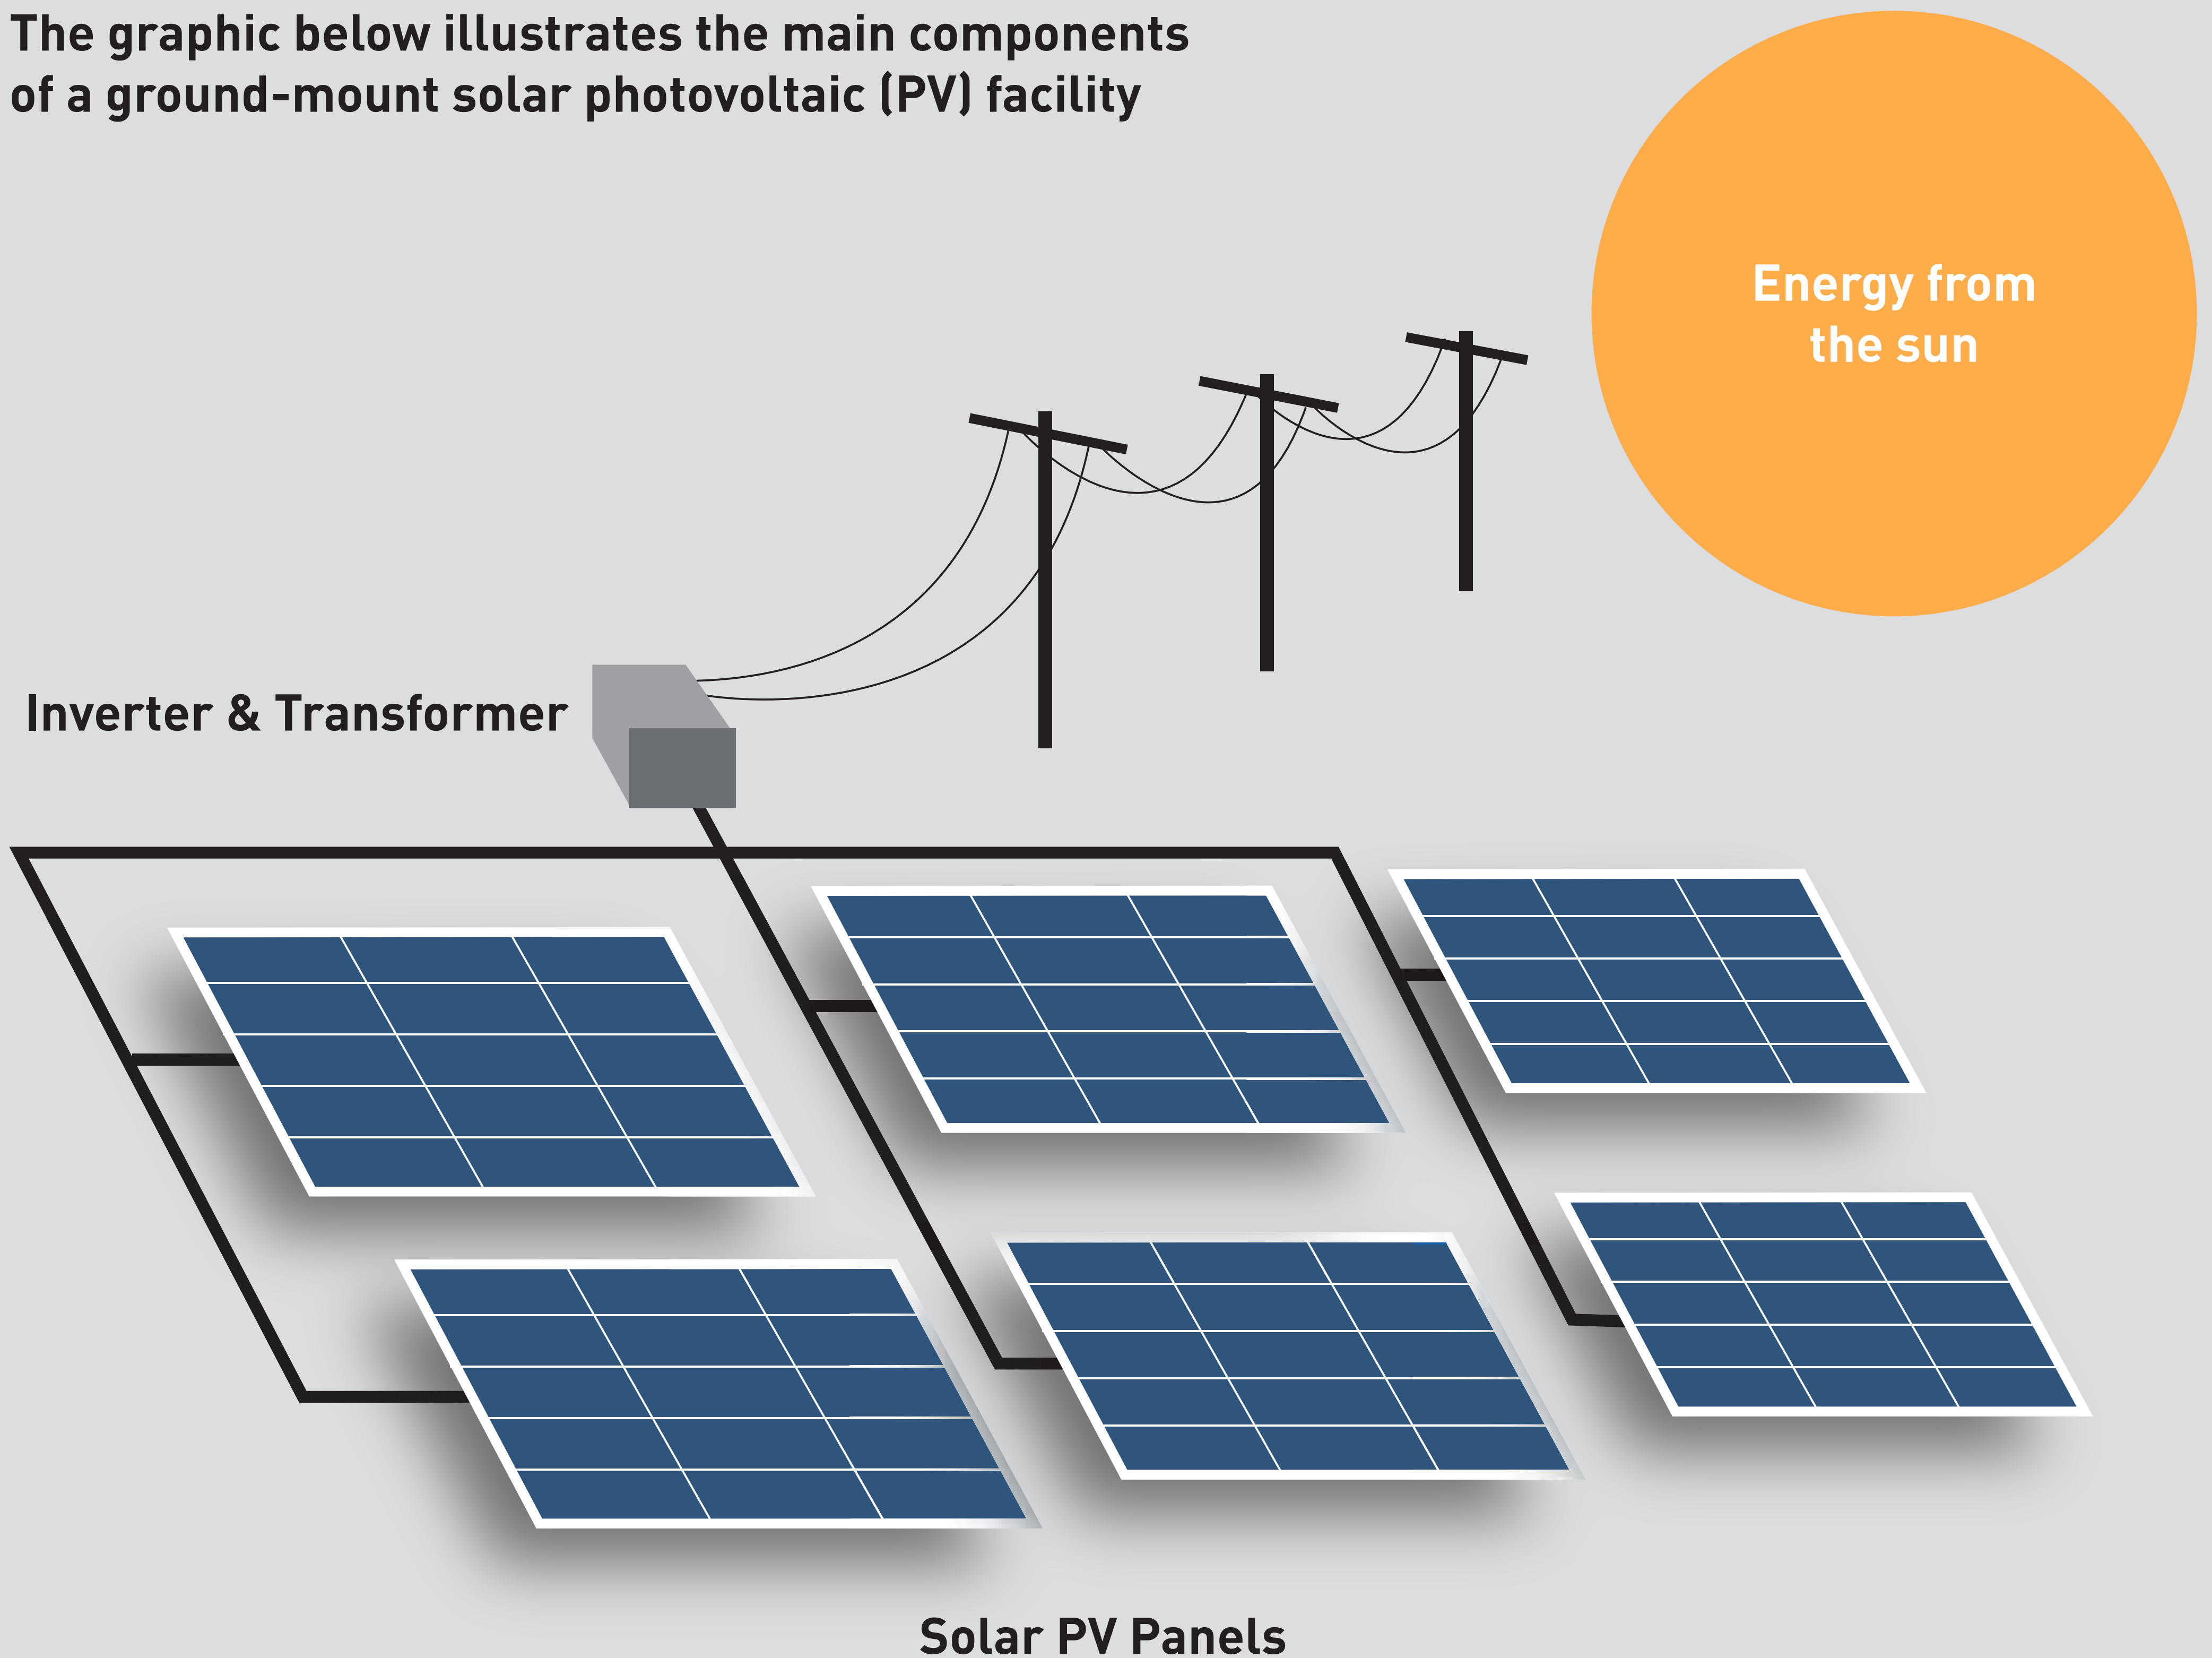 The graphic below illustrates the main components
of a ground-mount solar photovoltaic (PV) facility
Energy from
the sun
Inverter & Transformer
Solar PV Panels